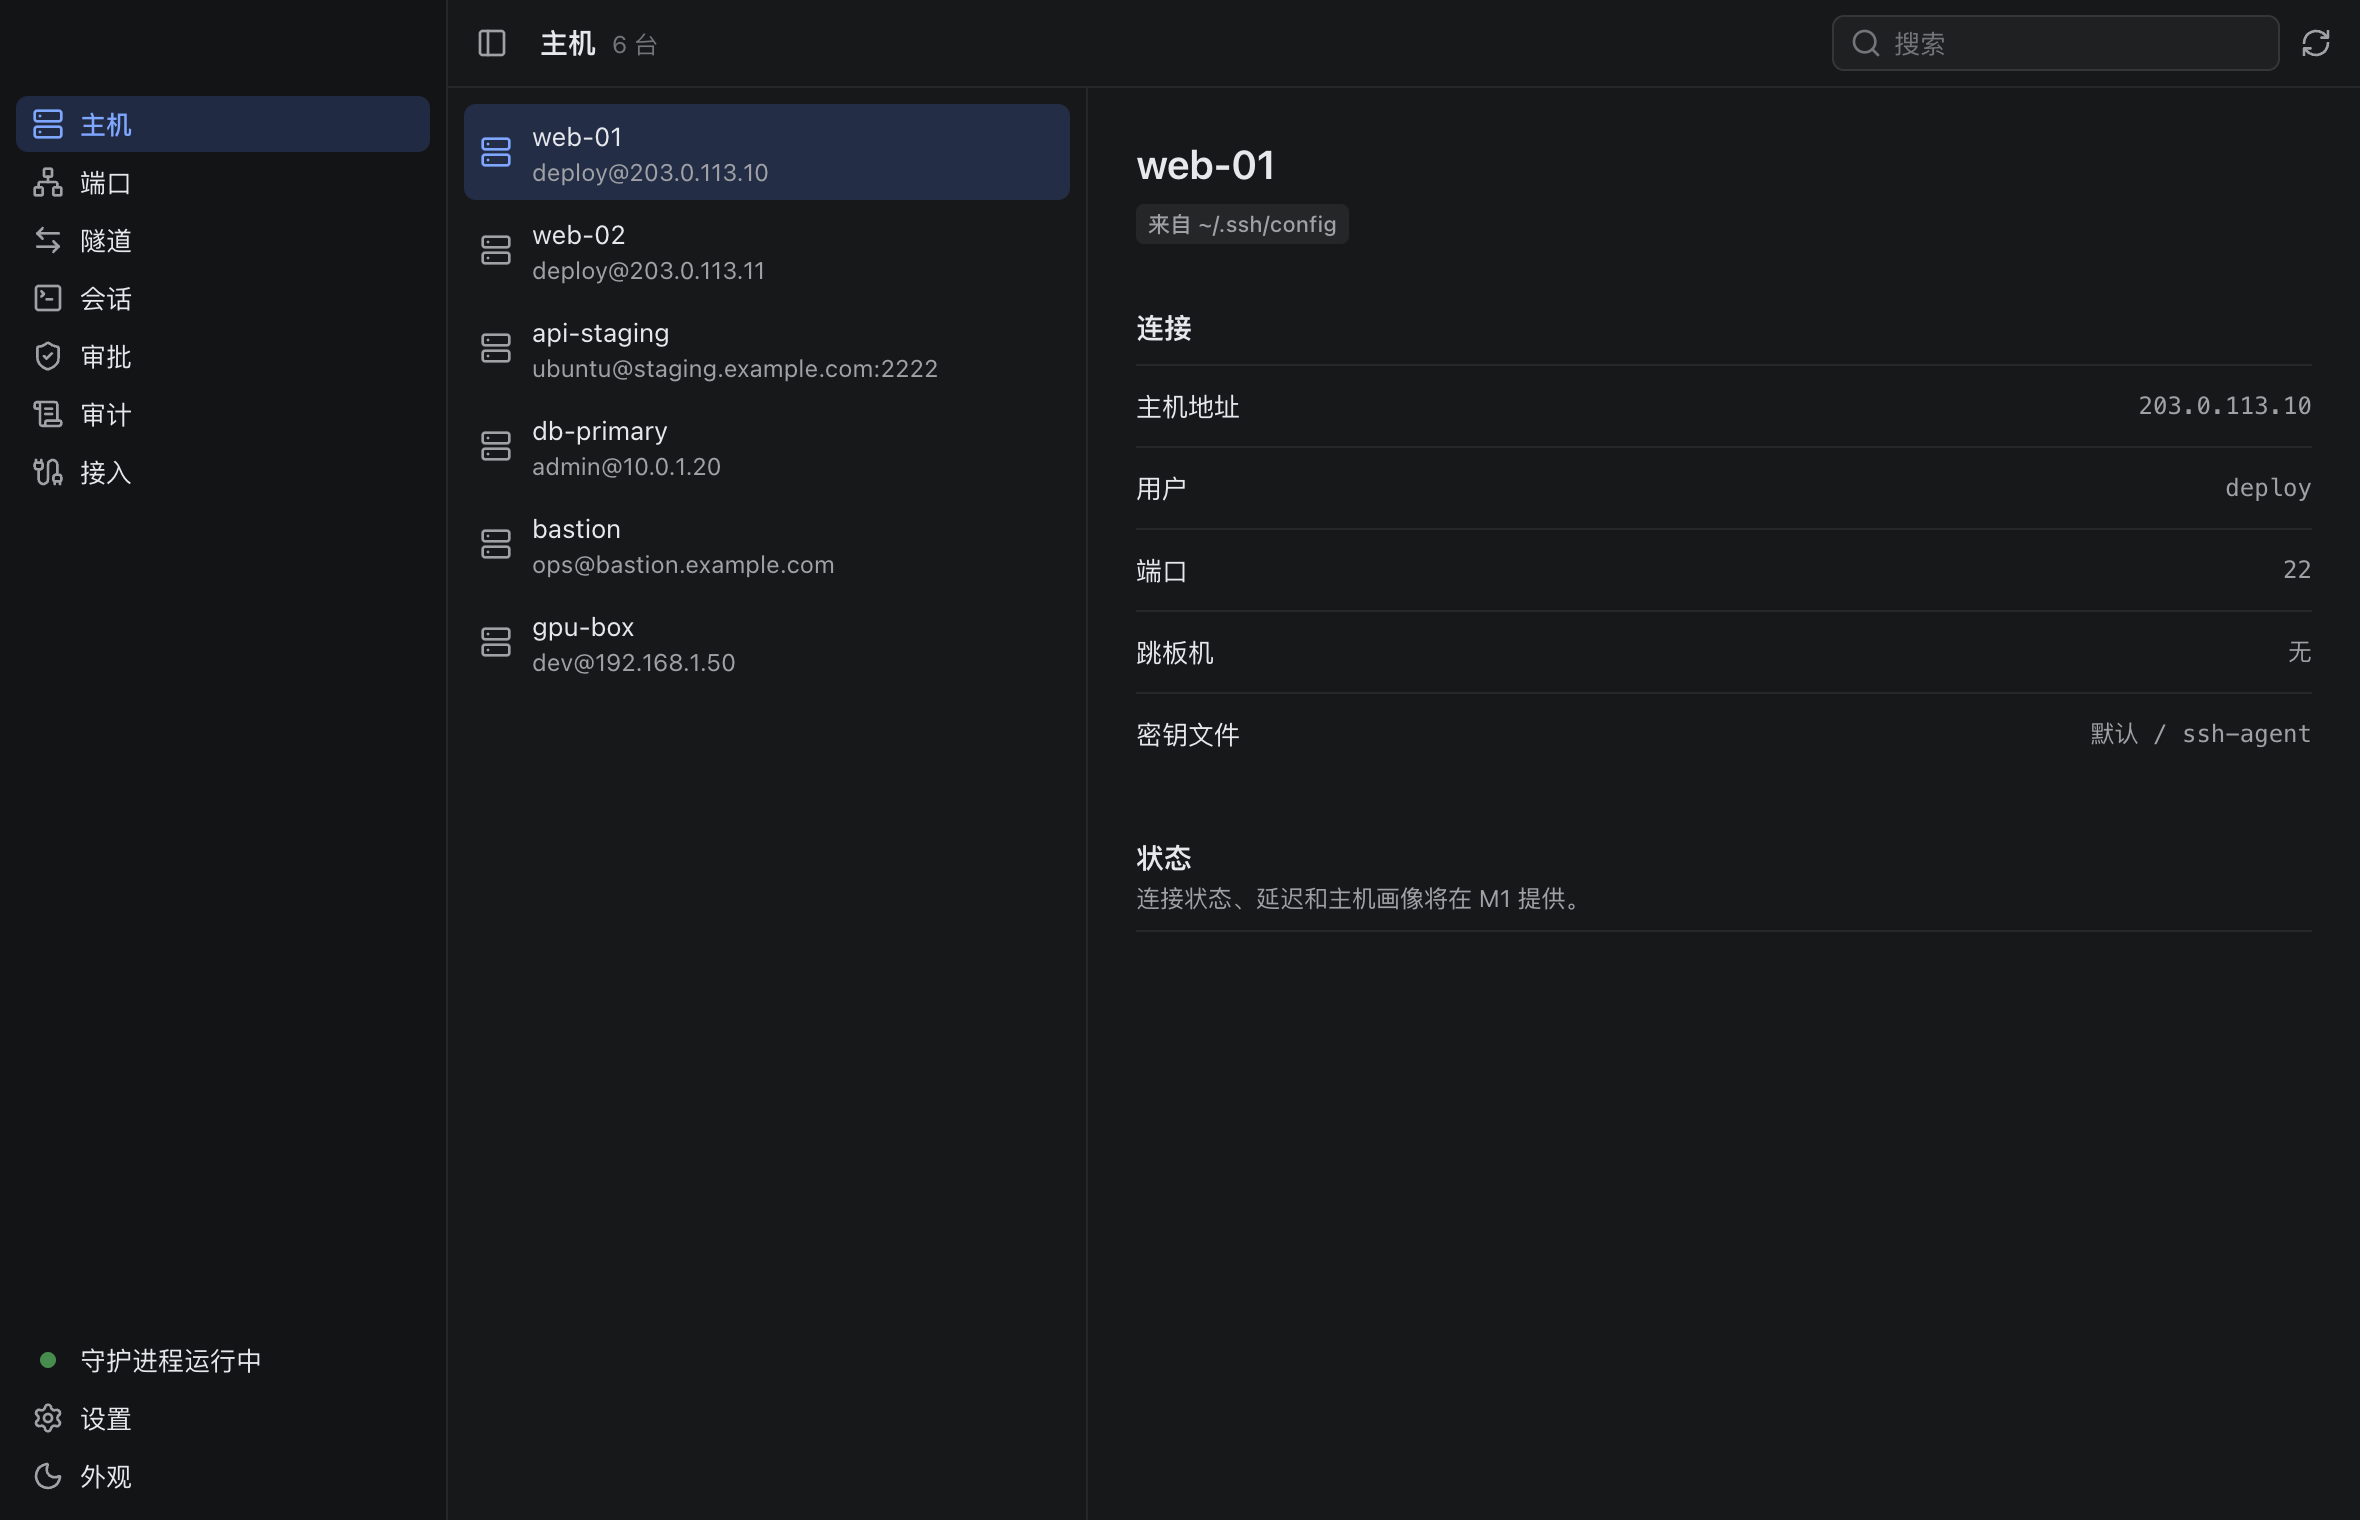 主机
端口
隧道
会话
审批
审计
接入
守护进程运行中
设置
外观
主机 6 台
搜索
web-01
deploy@203.0.113.10
web-02
deploy@203.0.113.11
api-staging
ubuntu@staging.example.com:2222
db-primary
admin@10.0.1.20
bastion
ops@bastion.example.com
gpu-box
dev@192.168.1.50
web-01
来自 ~/.ssh/config
连接
主机地址 203.0.113.10
用户 deploy
端口 22
跳板机 无
密钥文件 默认 / ssh-agent
状态
连接状态、延迟和主机画像将在 M1 提供。